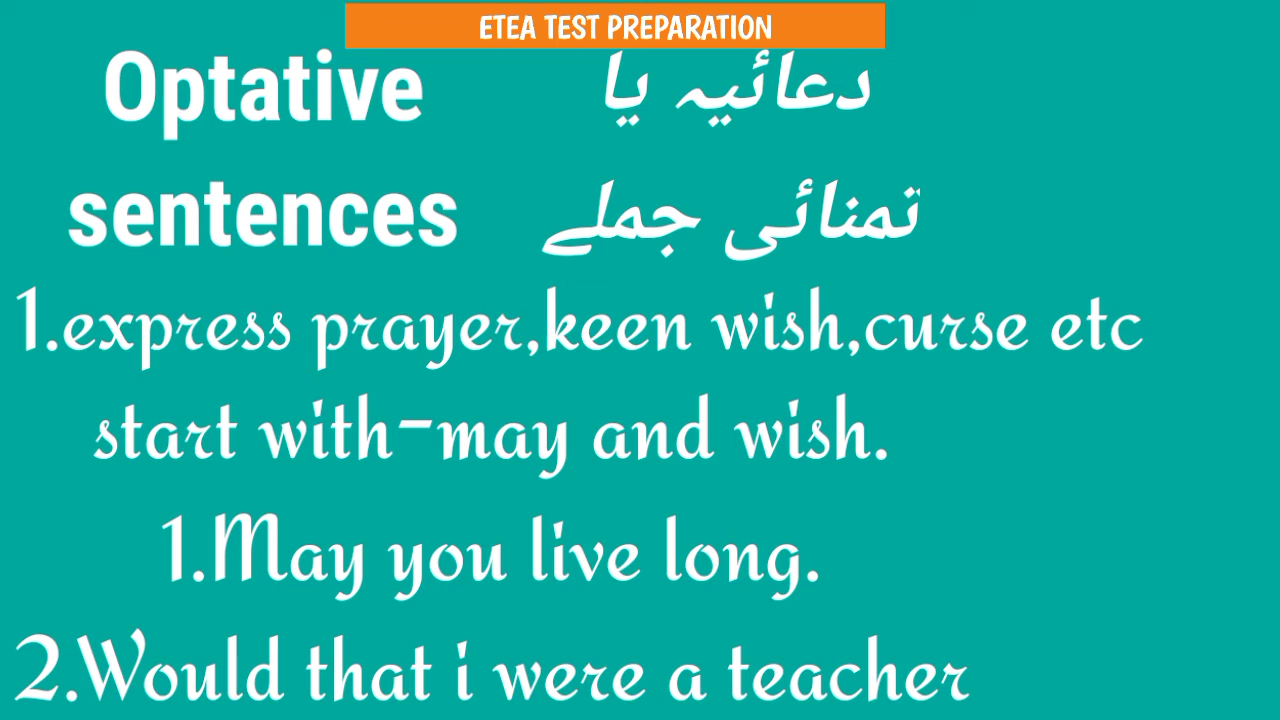 ETEA TEST PREPARATION
Optative دعائیہ یا
sentences تمنائی جملے
1.express prayer,keen wish,curse etc
start with-may and wish.
1.May you live long.
2.Would that i were a teacher